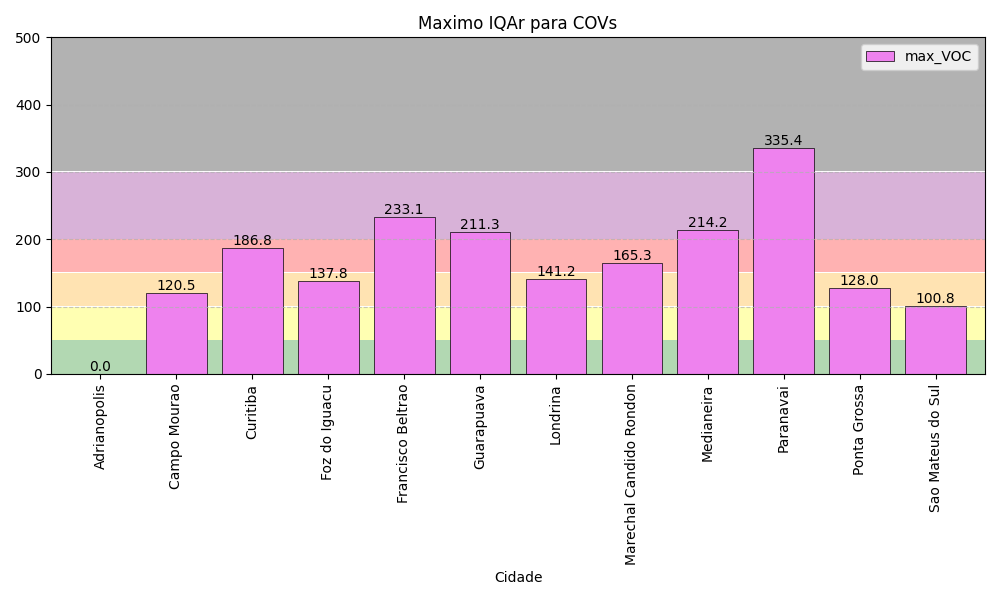 Maximo IQAr para COVs
max_VOC
500
400
300
200
100
0
0.0
120.5
186.8
137.8
233.1
211.3
141.2
165.3
214.2
335.4
128.0
100.8
Adrianopolis
Campo Mourao
Curitiba
Foz do Iguacu
Francisco Beltrao
Guarapuava
Londrina
Marechal Candido Rondon
Medianeira
Paranavai
Ponta Grossa
Sao Mateus do Sul
Cidade